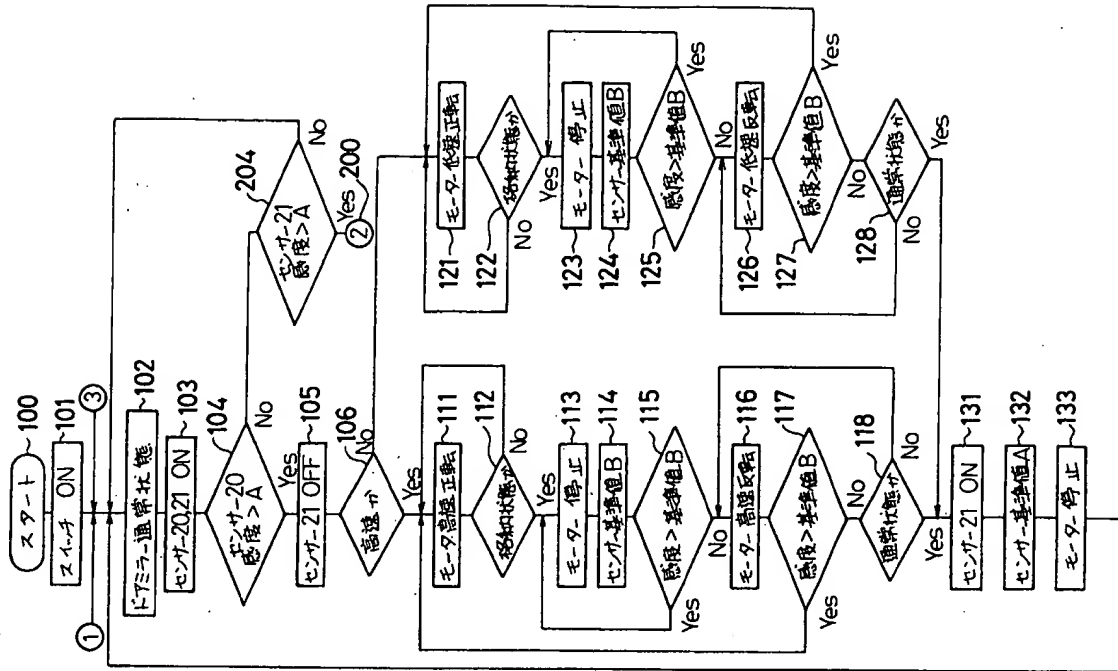 スタート 100
スイッチ ON 101
① ③
ドアミラー通常状態 102
センサー20,21 ON 103
センサー20
感度>A 104
No
Yes
センサー21
感度>A 204
No
Yes
② 200
センサー21 OFF 105
高速か 106
No
Yes
モータ高速正転 111
格納状態か 112
No
Yes
モーター停止 113
センサー基準値B 114
感度>基準値B 115
Yes
No
モーター高速反転 116
感度>基準値B 117
Yes
No
通常状態か 118
No
Yes
121 モーター低速正転
122 格納状態か
No
Yes
123 モーター停止
124 センサー基準値B
125 感度>基準値B
Yes
No
126 モーター低速反転
127 感度>基準値B
Yes
No
128 通常状態か
No
Yes
センサー21 ON 131
センサー基準値A 132
モーター停止 133